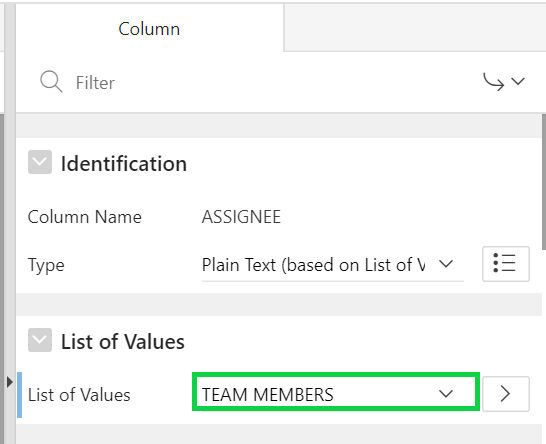 Column
Filter
Identification
Column Name ASSIGNEE
Type Plain Text (based on List of V
List of Values
List of Values TEAM MEMBERS